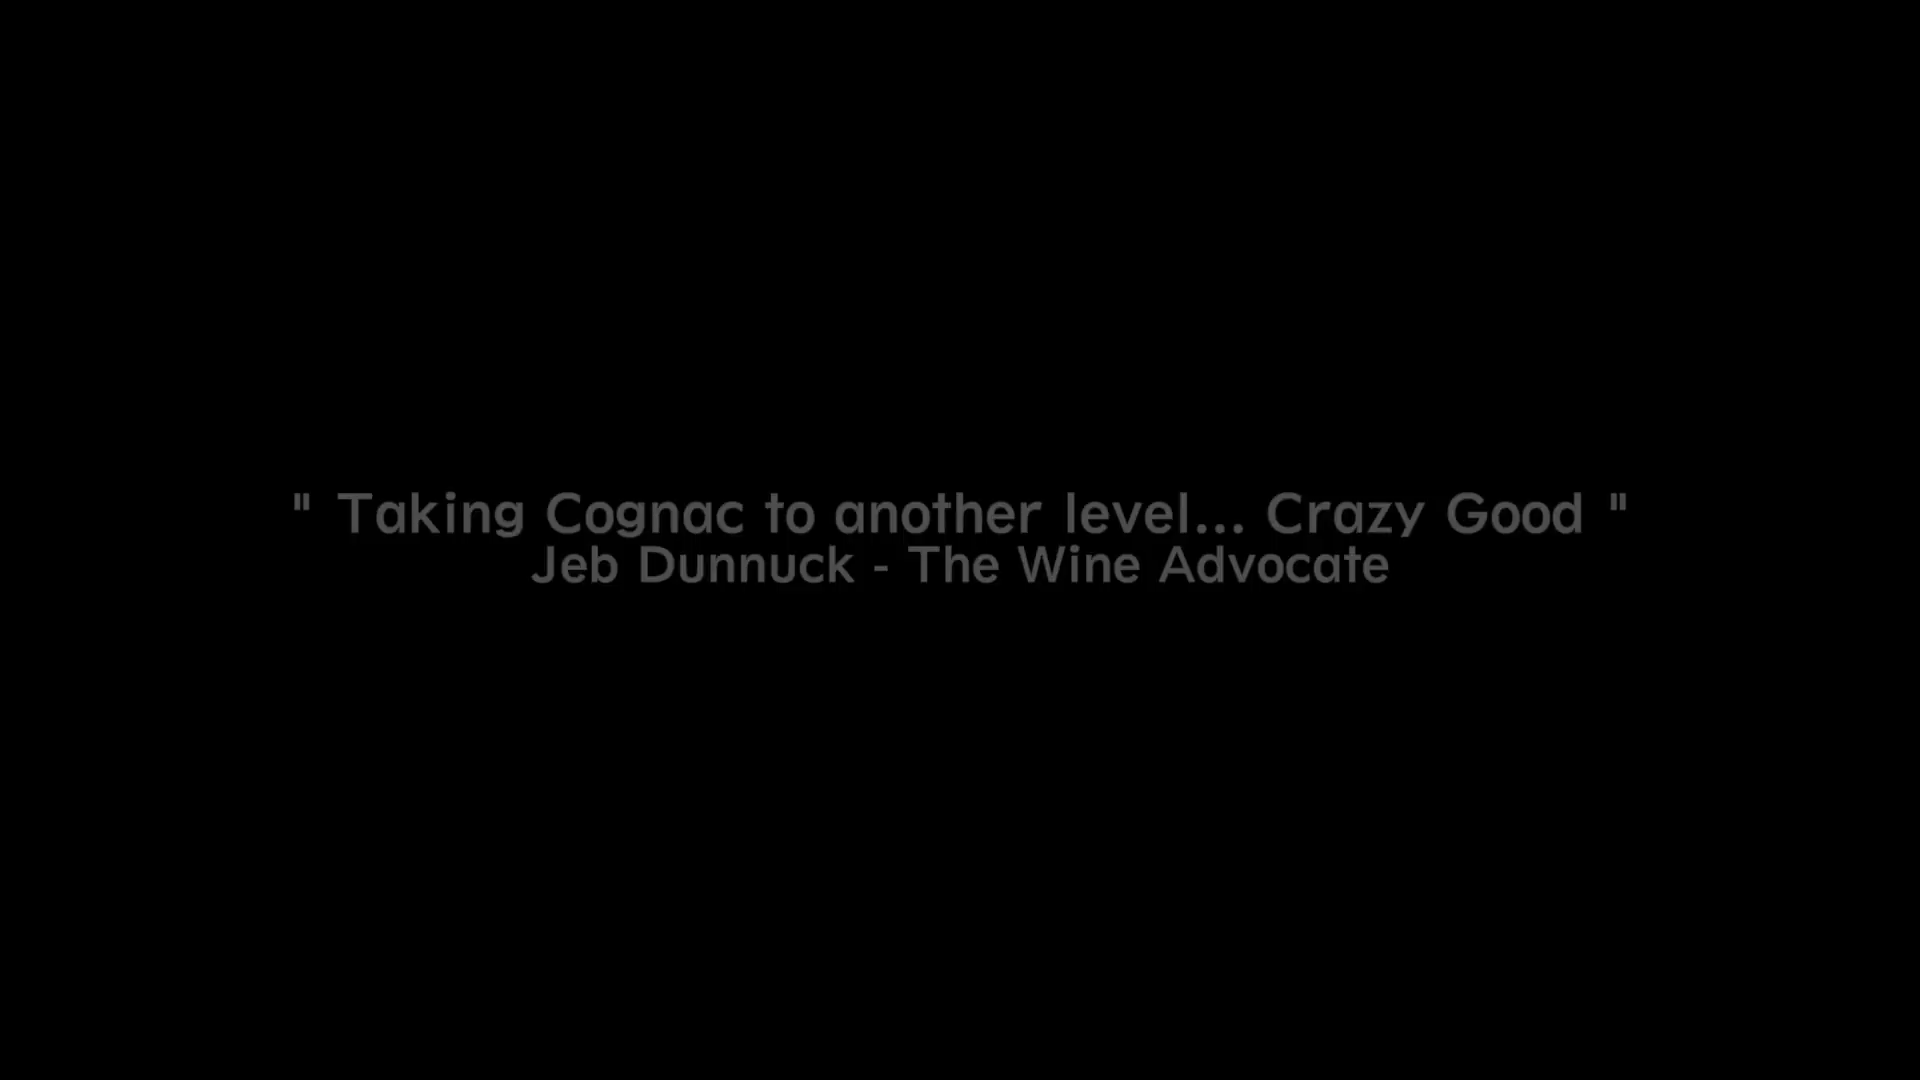 " Taking Cognac to another level... Crazy Good "
Jeb Dunnuck - The Wine Advocate